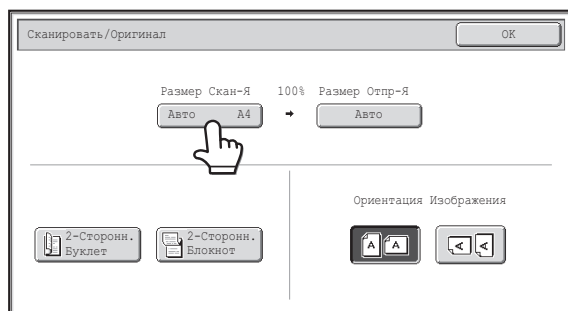 Сканировать/Оригинал
OK
Размер Скан-Я 100% Размер Отпр-Я
Авто A4
Авто
Ориентация Изображения
2-Сторонн.
Буклет
2-Сторонн.
Блокнот
A A
A A